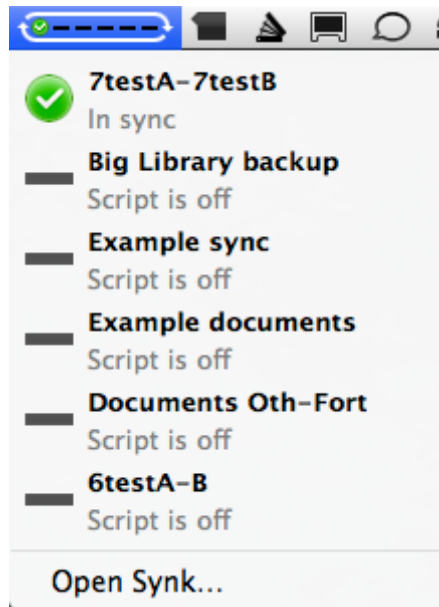 7testA-7testB
In sync
Big Library backup
Script is off
Example sync
Script is off
Example documents
Script is off
Documents Oth-Fort
Script is off
6testA-B
Script is off
Open Synk...